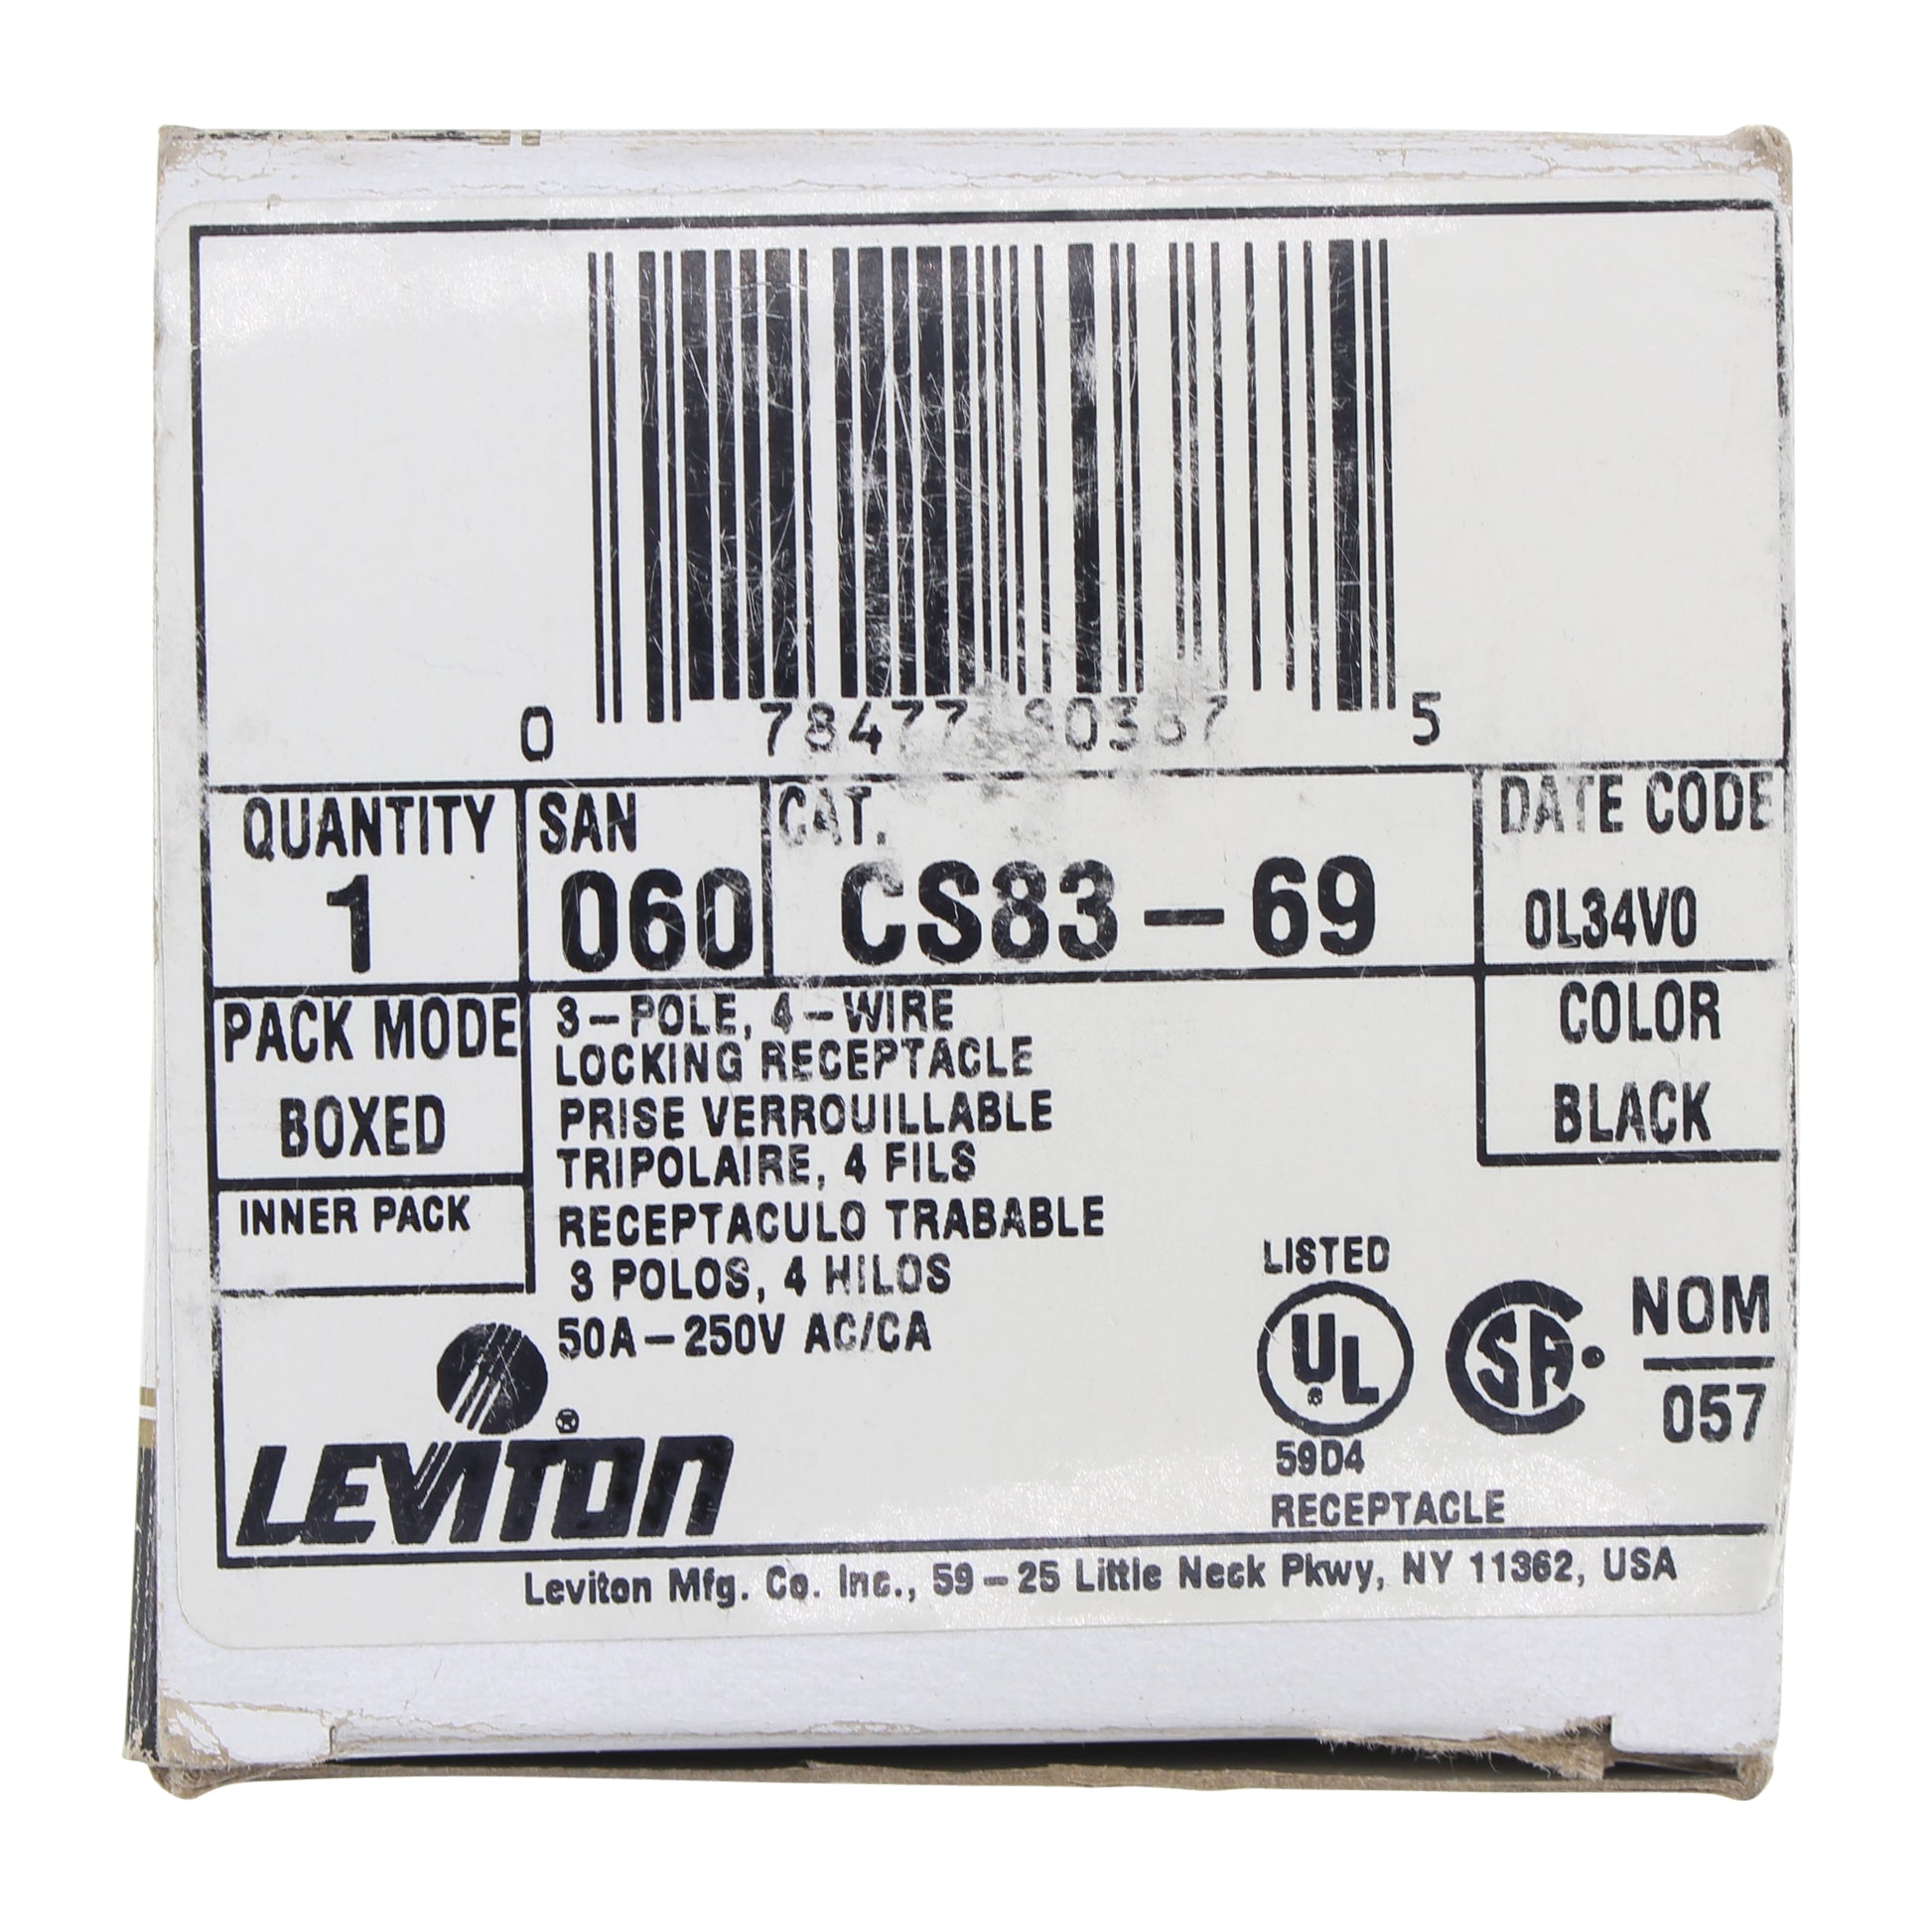 0 78477 5
QUANTITY SAN CAT. DATE CODE
1 060 CS83-69 0L34V0
PACK MODE
BOXED
INNER PACK
3-POLE, 4-WIRE
LOCKING RECEPTACLE
PRISE VERROUILLABLE
TRIPOLAIRE, 4 FILS
RECEPTACULO TRABABLE
3 POLOS, 4 HILOS
50A-250V AC/CA
COLOR
BLACK
LISTED
UL
®
SA
NOM
057
59D4
RECEPTACLE
LEVITON ®
Leviton Mfg. Co. Inc., 59-25 Little Neck Pkwy, NY 11362, USA